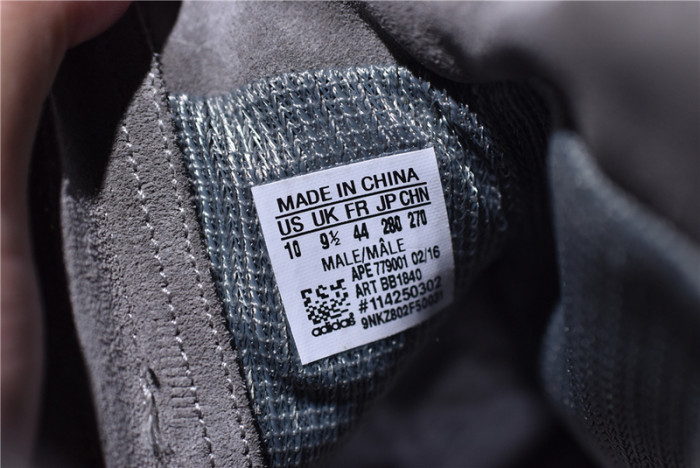 MADE IN CHINA
US UK FR JP CHN
10 9½ 44 280 270
MALE/MÂLE
APE 779001 02/16
ART BB1840
#114250302
adidas